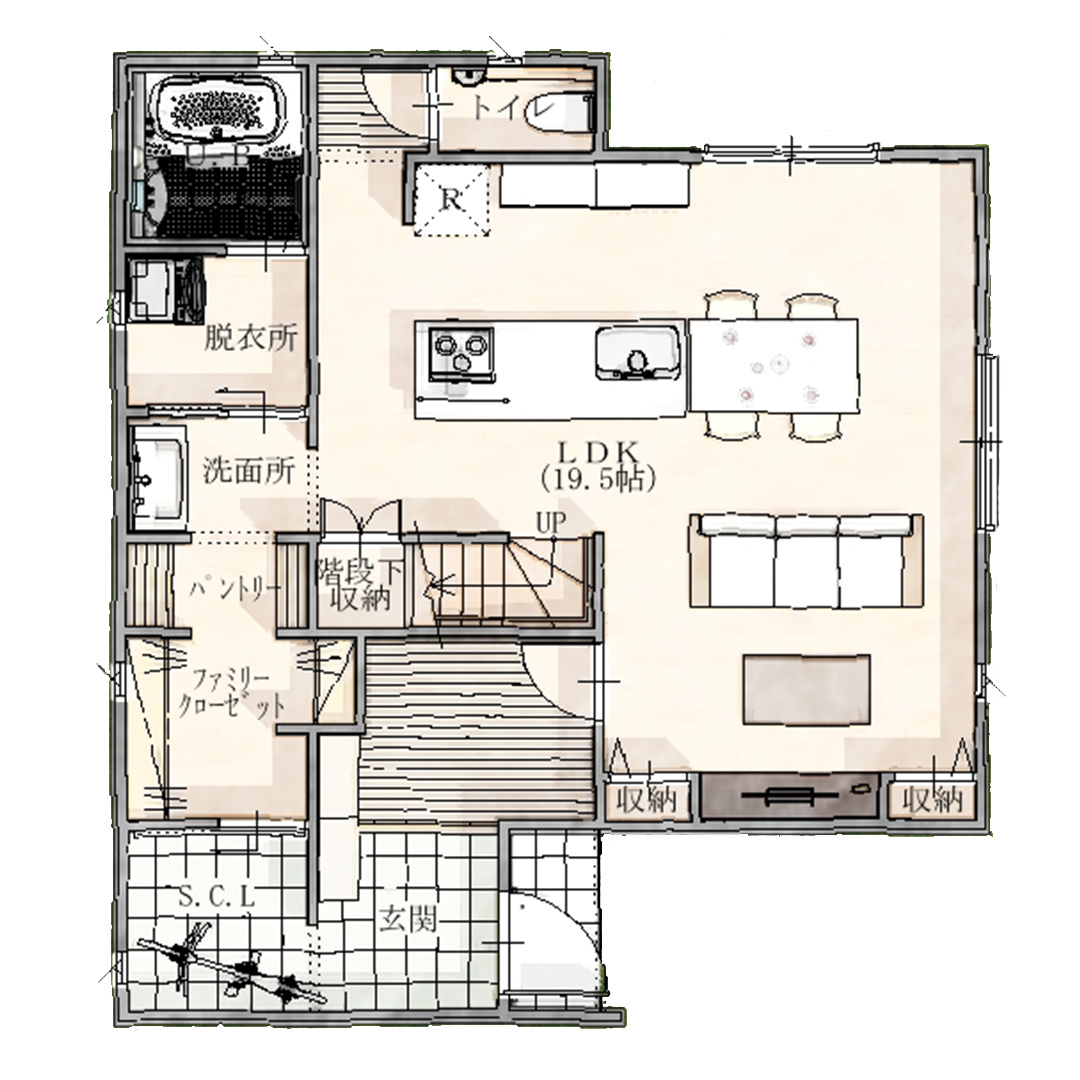 トイレ
U B
R
脱衣所
LDK
(19.5帖)
洗面所
UP
階段下
収納
パントリー
ファミリー
クローゼット
収納
収納
S.C.L
玄関